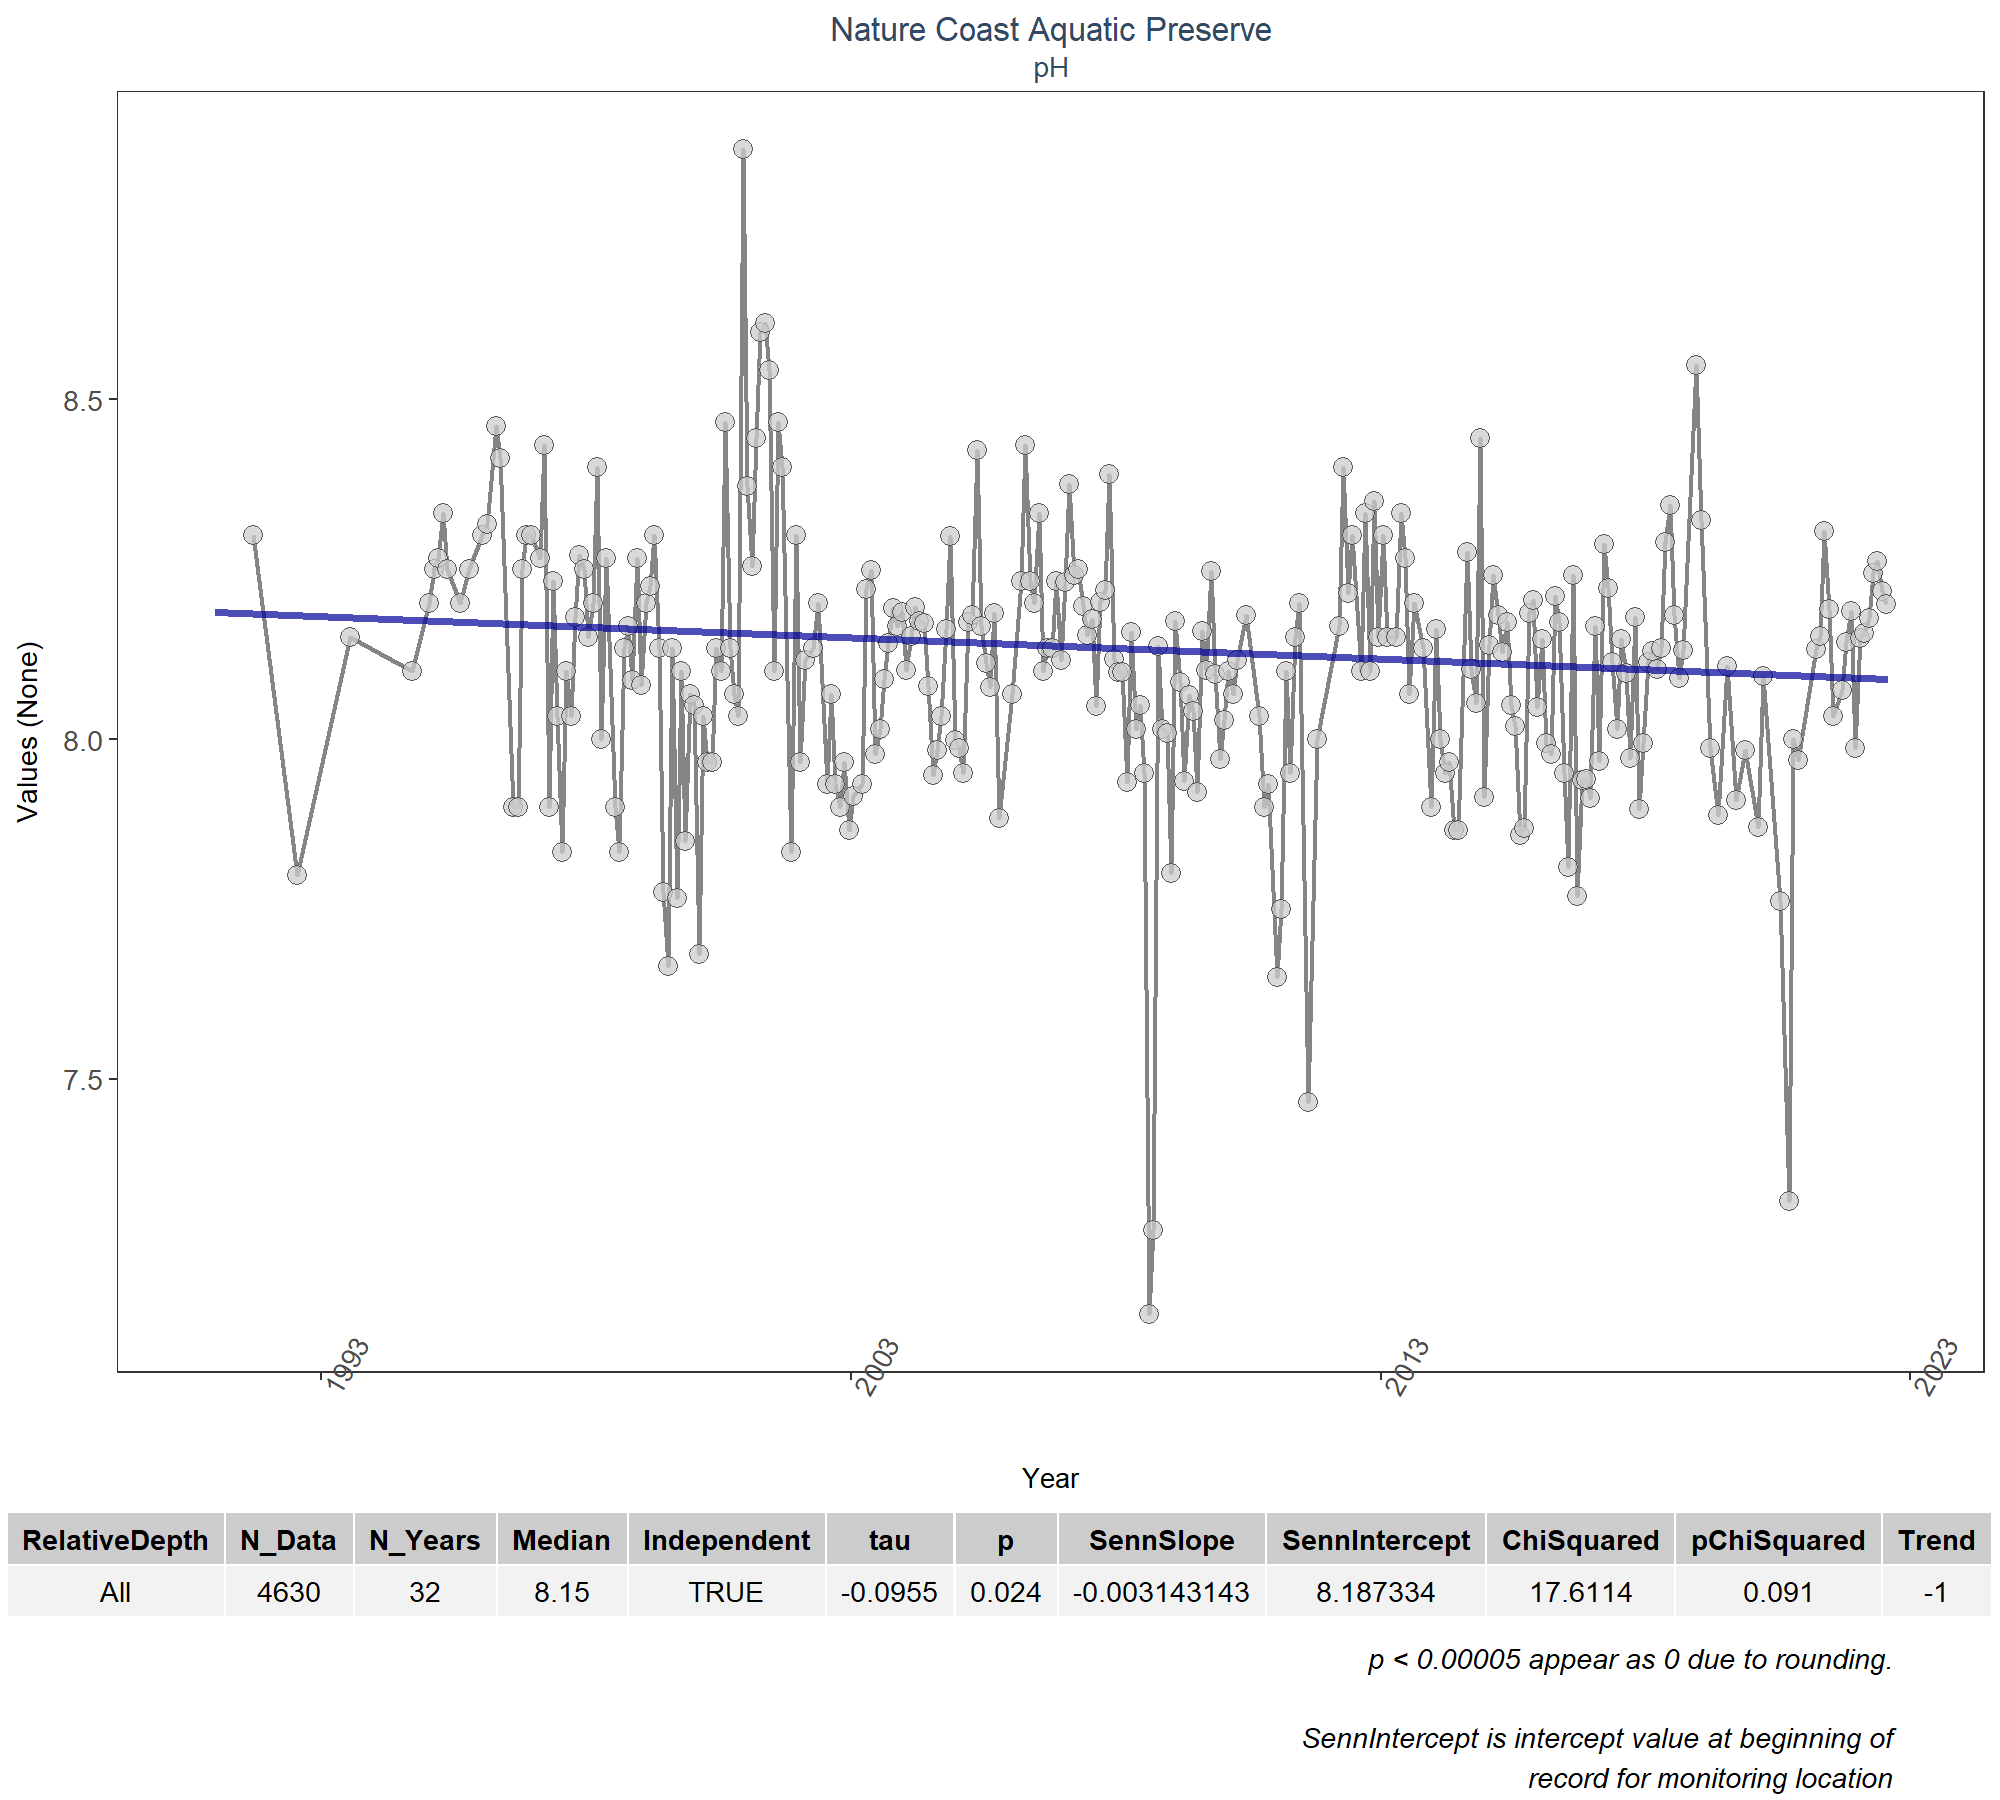 Nature Coast Aquatic Preserve
pH
Values (None)
8.5
8.0
7.5
1993
2003
2013
2023
Year
RelativeDepth N_Data N_Years Median Independent tau p SennSlope SennIntercept ChiSquared pChiSquared Trend
All 4630 32 8.15 TRUE -0.0955 0.024 -0.003143143 8.187334 17.6114 0.091 -1
p < 0.00005 appear as 0 due to rounding.
SennIntercept is intercept value at beginning of
record for monitoring location